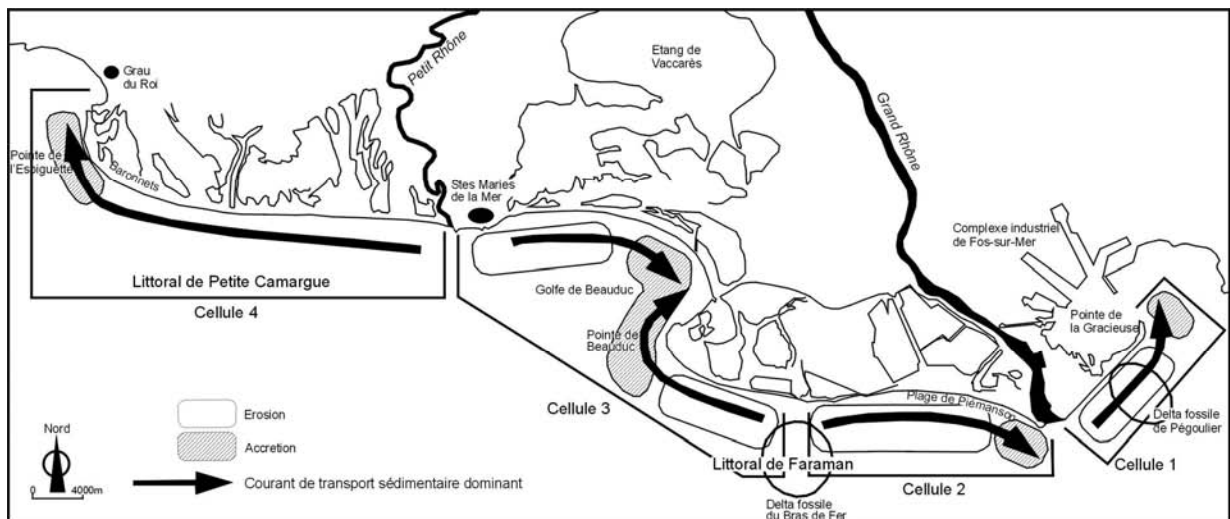 Grau
du Roi
Petit Rhône
Etang de
Vaccarès
Grand Rhône
Pointe de
l'Espiguette
Baronnets
Stes Maries
de la Mer
Complexe industriel
de Fos-sur-Mer
Littoral de Petite Camargue
Cellule 4
Golfe de Beauduc
Pointe de
Beauduc
Pointe de
la Gracieuse
Cellule 3
Plage de Piémanson
Delta fossile
de Pégoulier
Cellule 1
Littoral de Faraman
Cellule 2
Delta fossile
du Bras de Fer
Erosion
Accretion
Nord
0 4000m
Courant de transport sédimentaire dominant